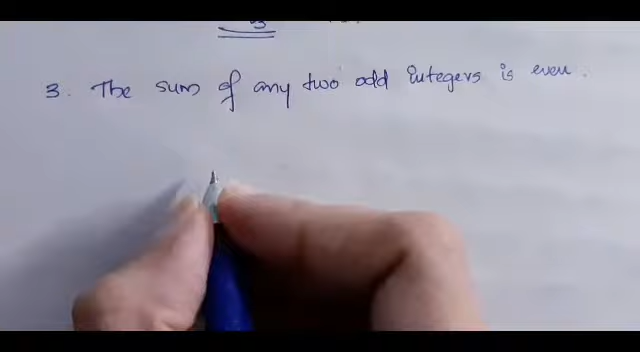 3. The sum of any two odd integers is even.